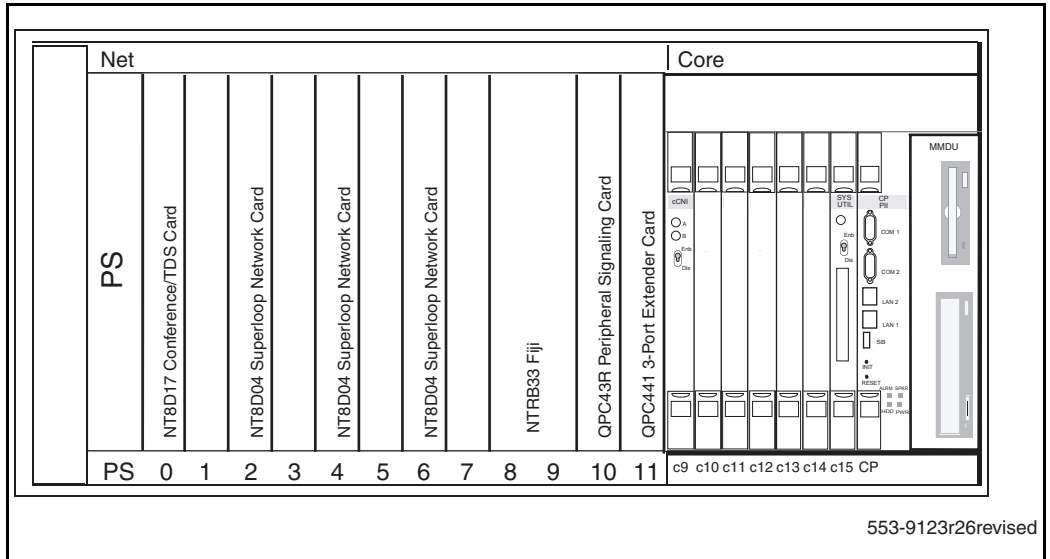 Net
Core
PS
NT8D17 Conference/TDS Card
NT8D04 Superloop Network Card
NT8D04 Superloop Network Card
NT8D04 Superloop Network Card
NTRB33 Fiji
QPC43R Peripheral Signaling Card
QPC441 3-Port Extender Card
cCNI
A
B
Enb
Dis
SYS
UTIL
Enb
Dis
CP
PII
COM 1
COM 2
LAN 2
LAN 1
SIB
INIT
RESET
ALRM SPKR
HDD PWR
MMDU
PS 0 1 2 3 4 5 6 7 8 9 10 11 c9 c10 c11 c12 c13 c14 c15 CP
553-9123r26revised